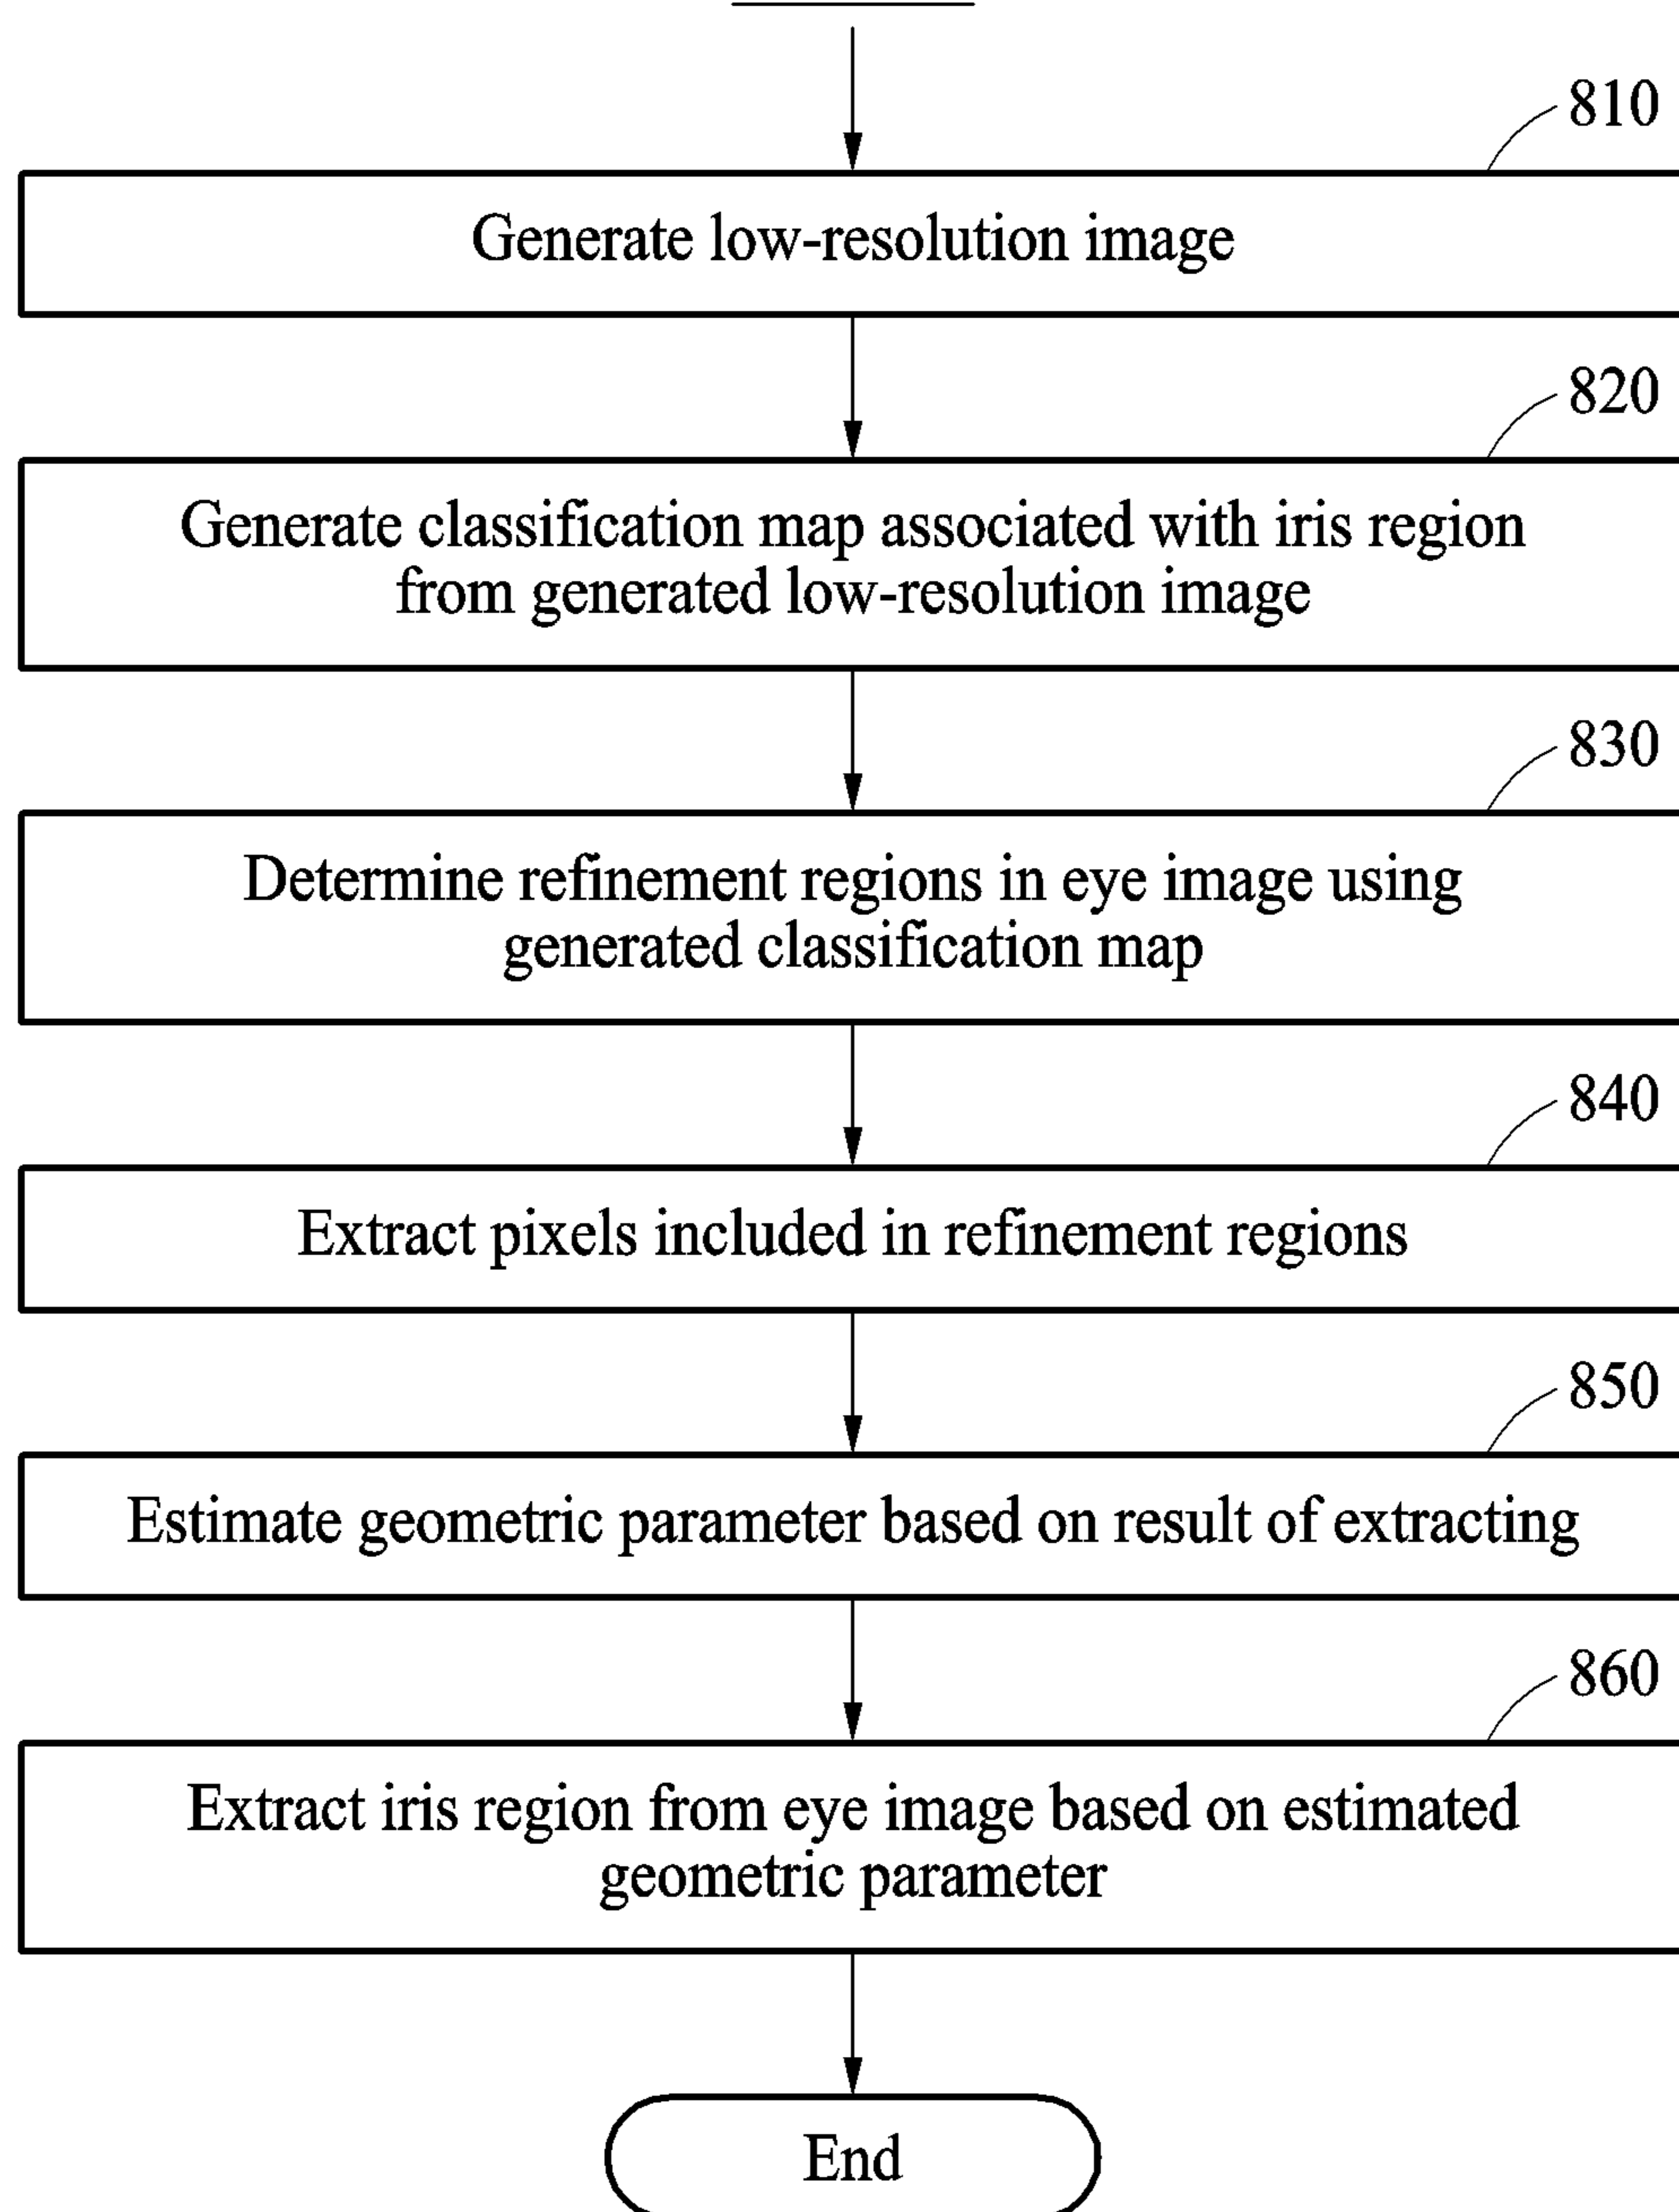 810
Generate low-resolution image
820
Generate classification map associated with iris region
from generated low-resolution image
830
Determine refinement regions in eye image using
generated classification map
840
Extract pixels included in refinement regions
850
Estimate geometric parameter based on result of extracting
860
Extract iris region from eye image based on estimated
geometric parameter
End